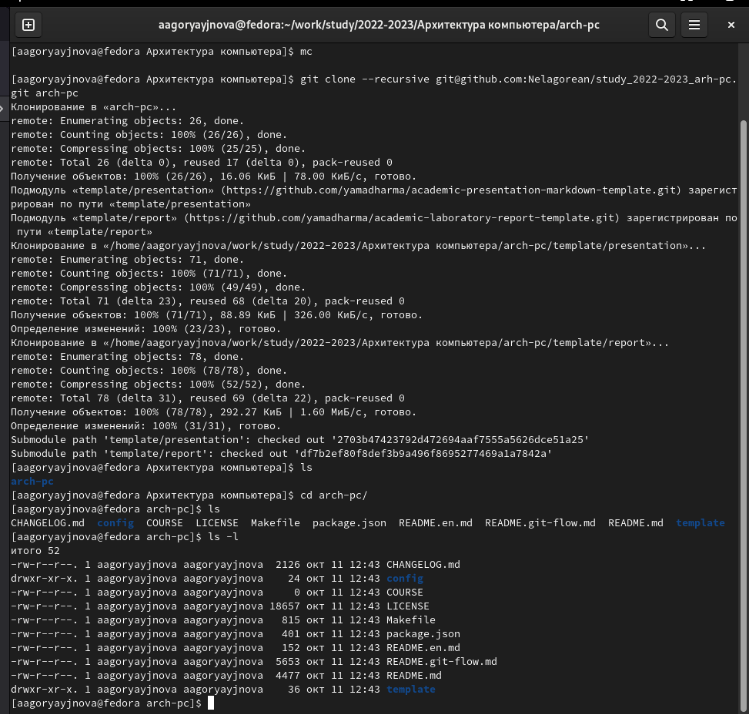 aagoryayjnova@fedora:~/work/study/2022-2023/Архитектура компьютера/arch-pc
[aagoryayjnova@fedora Архитектура компьютера]$ mc
[aagoryayjnova@fedora Архитектура компьютера]$ git clone --recursive git@github.com:Nelagorean/study_2022-2023_arh-pc.
git arch-pc
Клонирование в «arch-pc»...
remote: Enumerating objects: 26, done.
remote: Counting objects: 100% (26/26), done.
remote: Compressing objects: 100% (25/25), done.
remote: Total 26 (delta 0), reused 17 (delta 0), pack-reused 0
Получение объектов: 100% (26/26), 16.06 КиБ | 78.00 КиБ/с, готово.
Подмодуль «template/presentation» (https://github.com/yamadharma/academic-presentation-markdown-template.git) зарегист
рирован по пути «template/presentation»
Подмодуль «template/report» (https://github.com/yamadharma/academic-laboratory-report-template.git) зарегистрирован по
 пути «template/report»
Клонирование в «/home/aagoryayjnova/work/study/2022-2023/Архитектура компьютера/arch-pc/template/presentation»...
remote: Enumerating objects: 71, done.
remote: Counting objects: 100% (71/71), done.
remote: Compressing objects: 100% (49/49), done.
remote: Total 71 (delta 23), reused 68 (delta 20), pack-reused 0
Получение объектов: 100% (71/71), 88.89 КиБ | 326.00 КиБ/с, готово.
Определение изменений: 100% (23/23), готово.
Клонирование в «/home/aagoryayjnova/work/study/2022-2023/Архитектура компьютера/arch-pc/template/report»...
remote: Enumerating objects: 78, done.
remote: Counting objects: 100% (78/78), done.
remote: Compressing objects: 100% (52/52), done.
remote: Total 78 (delta 31), reused 69 (delta 22), pack-reused 0
Получение объектов: 100% (78/78), 292.27 КиБ | 1.60 МиБ/с, готово.
Определение изменений: 100% (31/31), готово.
Submodule path 'template/presentation': checked out '2703b47423792d472694aaf7555a5626dce51a25'
Submodule path 'template/report': checked out 'df7b2ef80f8def3b9a496f8695277469a1a7842a'
[aagoryayjnova@fedora Архитектура компьютера]$ ls
arch-pc
[aagoryayjnova@fedora Архитектура компьютера]$ cd arch-pc/
[aagoryayjnova@fedora arch-pc]$ ls
CHANGELOG.md  config  COURSE  LICENSE  Makefile  package.json  README.en.md  README.git-flow.md  README.md  template
[aagoryayjnova@fedora arch-pc]$ ls -l
итого 52
-rw-r--r--. 1 aagoryayjnova aagoryayjnova  2126 окт 11 12:43 CHANGELOG.md
drwxr-xr-x. 1 aagoryayjnova aagoryayjnova    24 окт 11 12:43 config
-rw-r--r--. 1 aagoryayjnova aagoryayjnova     0 окт 11 12:43 COURSE
-rw-r--r--. 1 aagoryayjnova aagoryayjnova 18657 окт 11 12:43 LICENSE
-rw-r--r--. 1 aagoryayjnova aagoryayjnova   815 окт 11 12:43 Makefile
-rw-r--r--. 1 aagoryayjnova aagoryayjnova   401 окт 11 12:43 package.json
-rw-r--r--. 1 aagoryayjnova aagoryayjnova   152 окт 11 12:43 README.en.md
-rw-r--r--. 1 aagoryayjnova aagoryayjnova  5653 окт 11 12:43 README.git-flow.md
-rw-r--r--. 1 aagoryayjnova aagoryayjnova  4477 окт 11 12:43 README.md
drwxr-xr-x. 1 aagoryayjnova aagoryayjnova    36 окт 11 12:43 template
[aagoryayjnova@fedora arch-pc]$